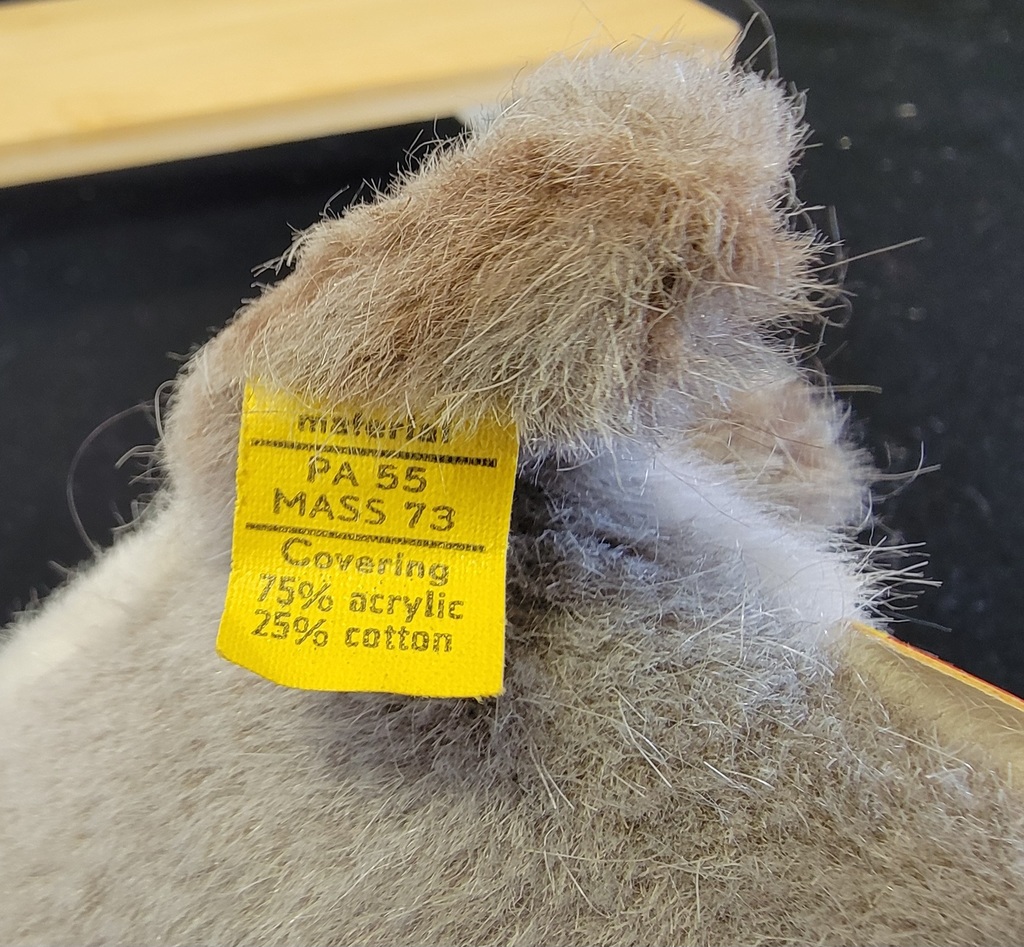 material
PA 55
MASS 73
Covering
75% acrylic
25% cotton